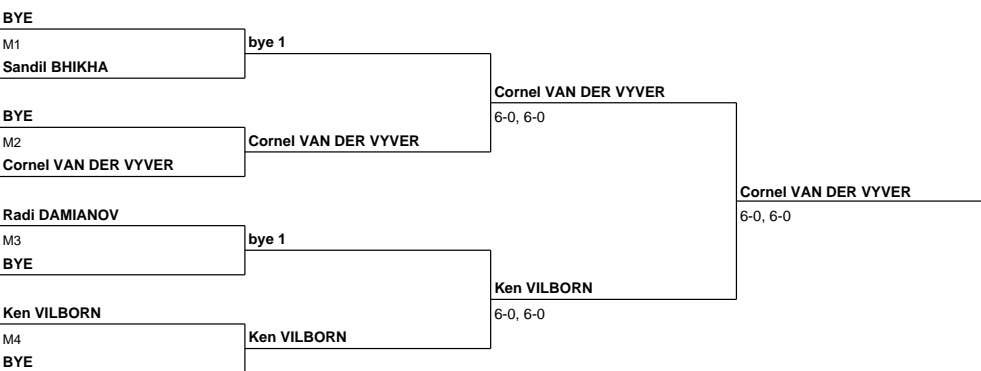 BYE
M1
Sandil BHIKHA
bye 1
BYE
M2
Cornel VAN DER VYVER
Cornel VAN DER VYVER
Cornel VAN DER VYVER
6-0, 6-0
Radi DAMIANOV
M3
BYE
bye 1
Ken VILBORN
M4
BYE
Ken VILBORN
Ken VILBORN
6-0, 6-0
Cornel VAN DER VYVER
6-0, 6-0